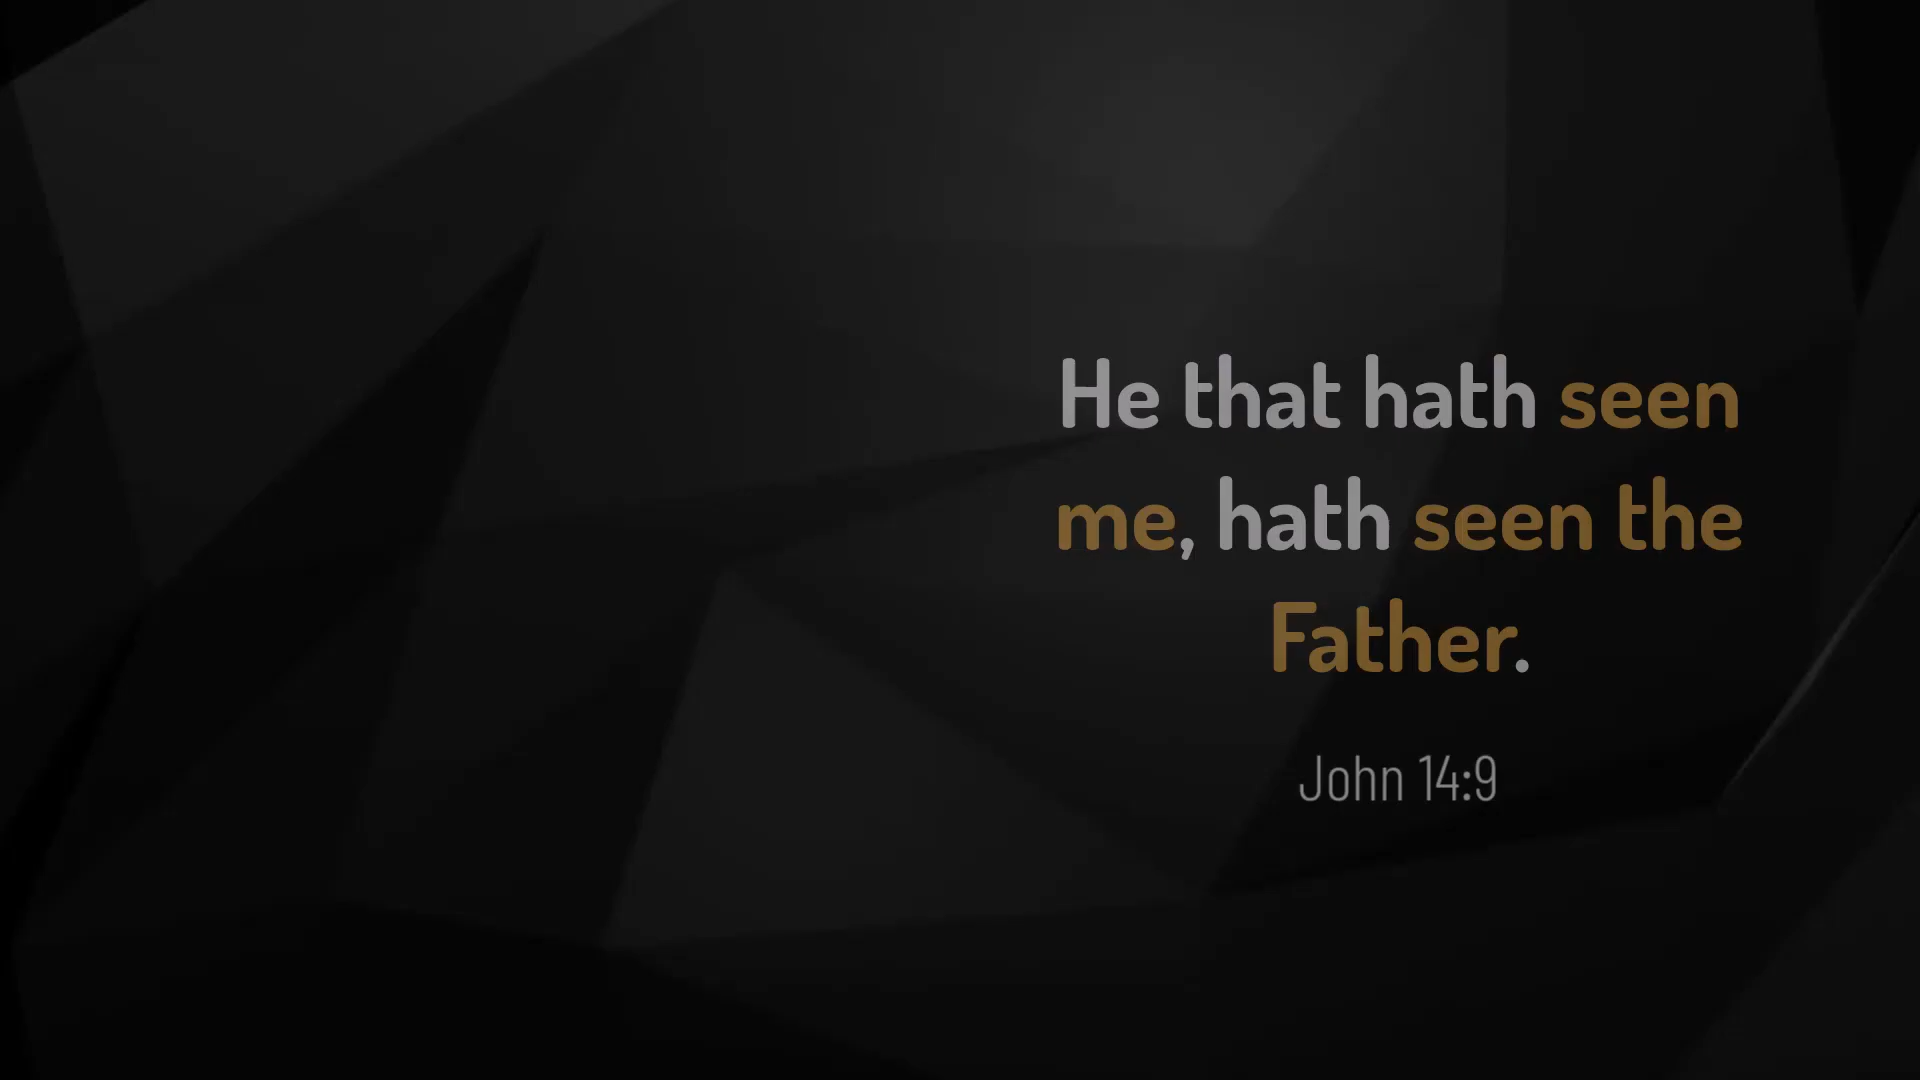 He that hath seen
me, hath seen the
Father.
John 14:9